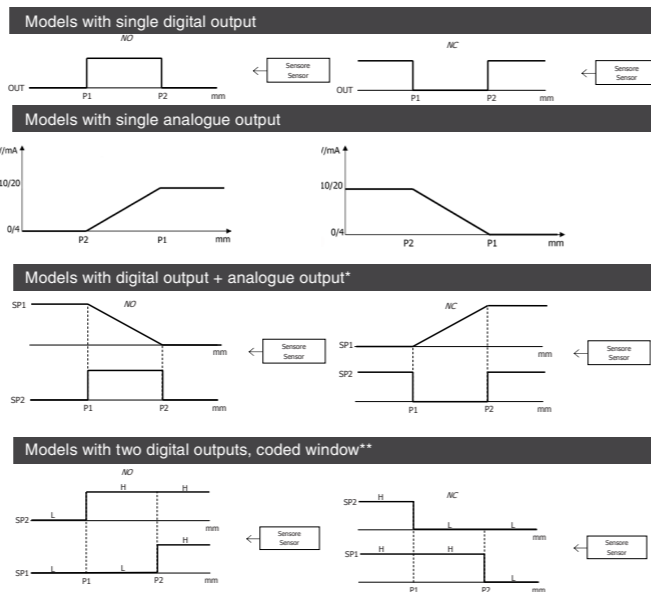 Models with single digital output
NO
NC
Sensore
Sensor
Sensore
Sensor
OUT
P1
P2
mm
OUT
P1
P2
mm
Models with single analogue output
/mA
10/20
0/4
P2
P1
mm
/mA
10/20
0/4
P2
P1
mm
Models with digital output + analogue output*
SP1
NO
mm
Sensore
Sensor
SP2
P1
P2
mm
NC
SP1
mm
Sensore
Sensor
SP2
P1
P2
mm
Models with two digital outputs, coded window**
NO
H
H
SP2
L
mm
H
Sensore
Sensor
SP1
L
L
P1
P2
mm
NC
SP2
H
L
L
mm
SP1
H
H
Sensore
Sensor
L
P1
P2
mm